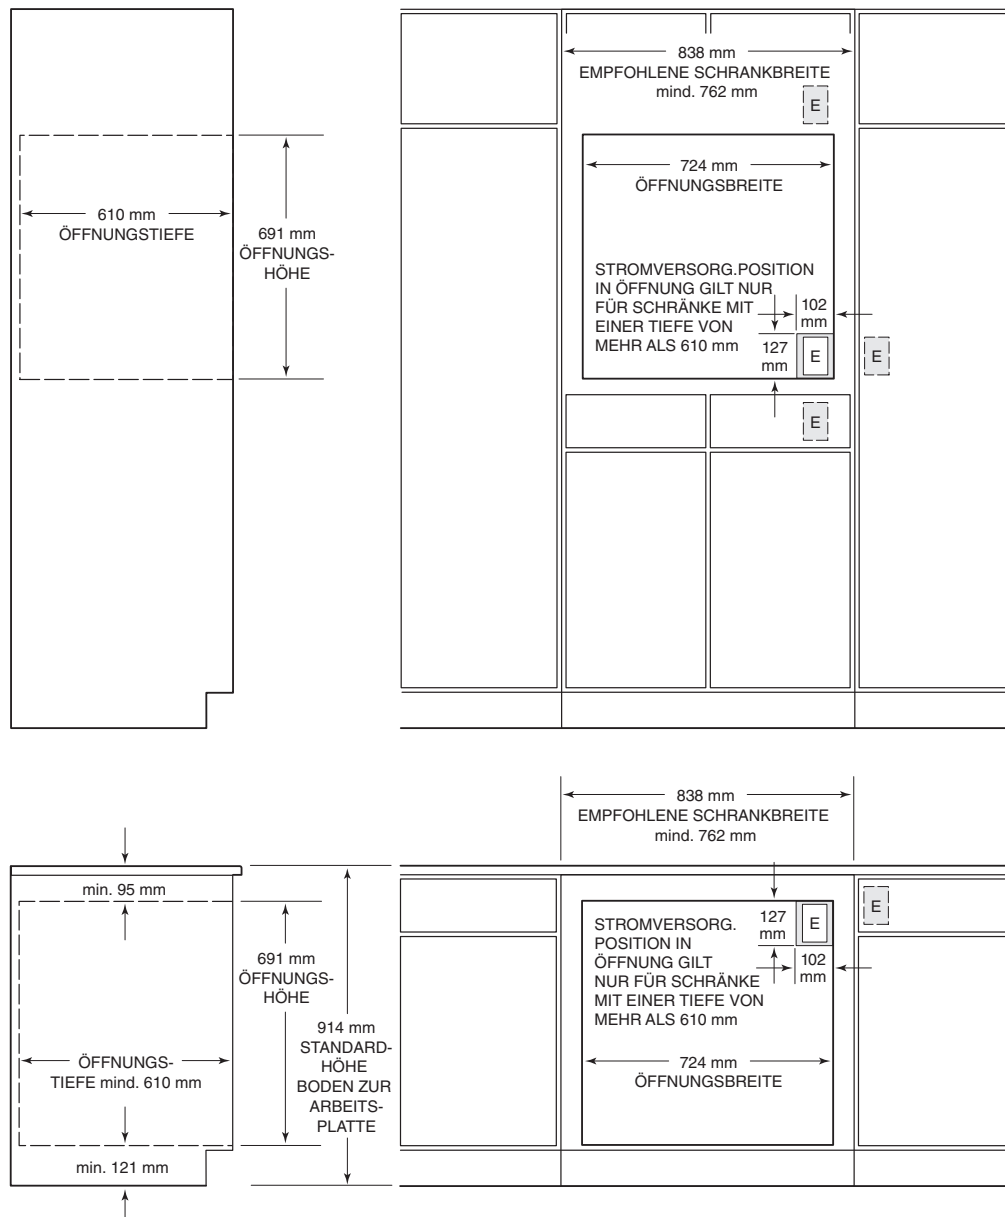 838 mm
EMPFOHLENE SCHRANKBREITE
mind. 762 mm
E
724 mm
ÖFFNUNGSBREITE
610 mm
ÖFFNUNGSTIEFE
691 mm
ÖFFNUNGS-
HÖHE
STROMVERSORG.POSITION
IN ÖFFNUNG GILT NUR
FÜR SCHRÄNKE MIT
EINER TIEFE VON
MEHR ALS 610 mm
102
mm
127
mm
E
E
E
838 mm
EMPFOHLENE SCHRANKBREITE
mind. 762 mm
min. 95 mm
691 mm
ÖFFNUNGS-
HÖHE
914 mm
STANDARD-
HÖHE
BODEN ZUR
ARBEITS-
PLATTE
ÖFFNUNGS-
TIEFE mind. 610 mm
min. 121 mm
STROMVERSORG.
POSITION IN
ÖFFNUNG GILT
NUR FÜR SCHRÄNKE
MIT EINER TIEFE VON
MEHR ALS 610 mm
127
mm
E
E
102
mm
724 mm
ÖFFNUNGSBREITE